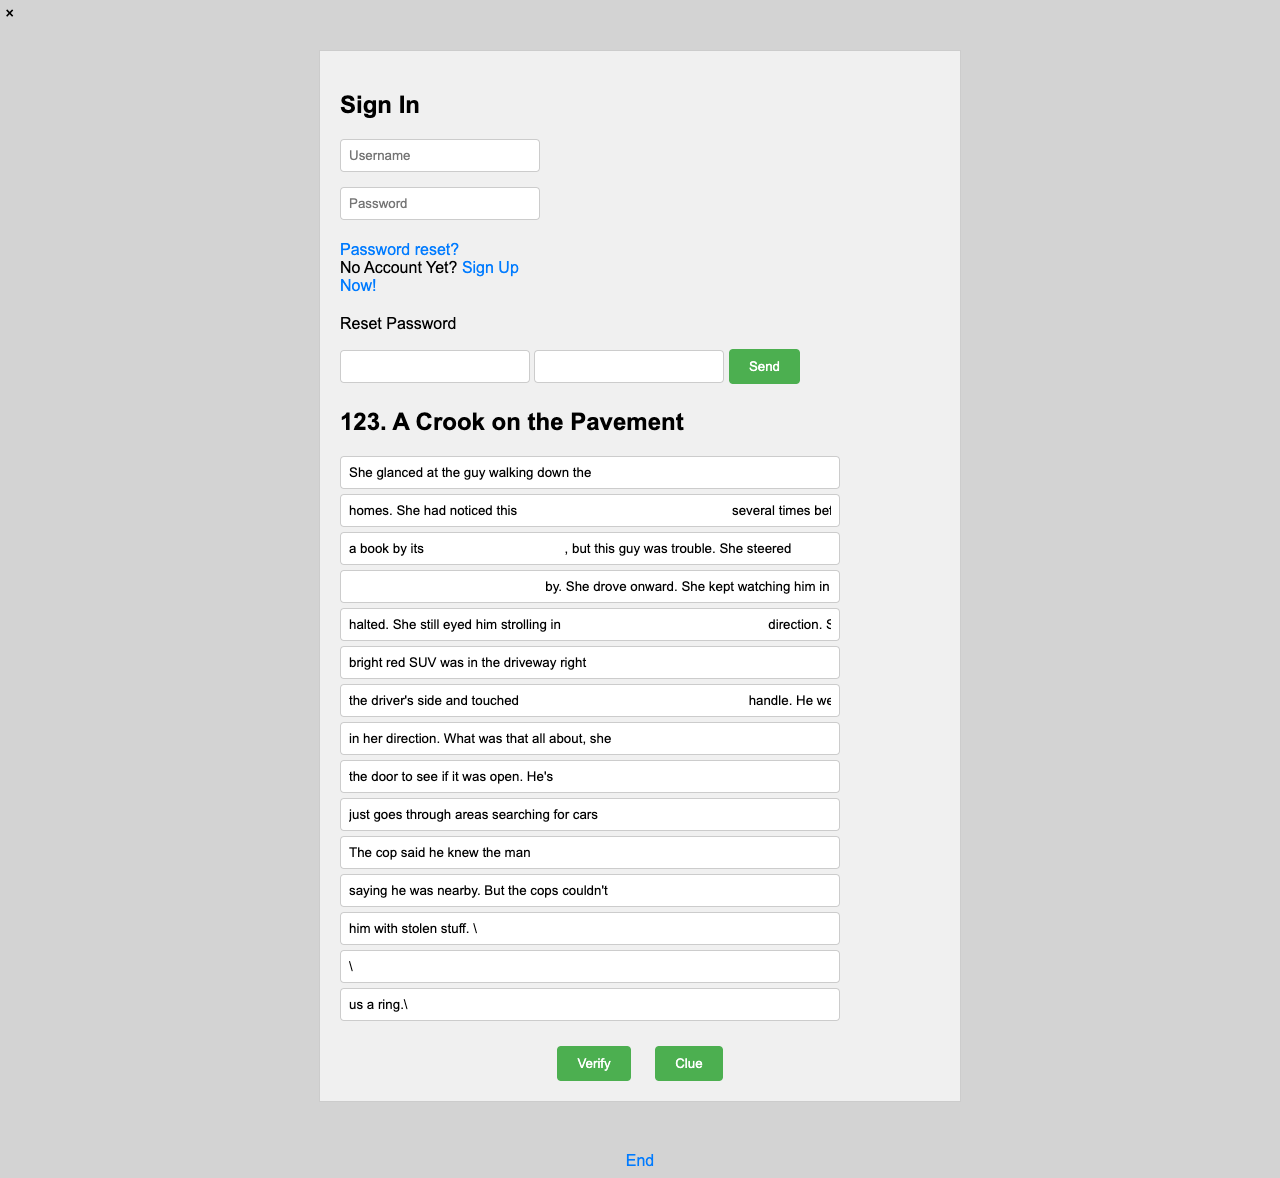 ×
Sign In
Username
Password
Password reset?
No Account Yet? Sign Up
Now!
Reset Password
Send
123. A Crook on the Pavement
She glanced at the guy walking down the
homes. She had noticed this several times
a book by its , but this guy was trouble. She steered
by. She drove onward. She kept watching him in
halted. She still eyed him strolling in direction.
bright red SUV was in the driveway right
the driver's side and touched handle. He
in her direction. What was that all about, she
the door to see if it was open. He's
just goes through areas searching for cars
The cop said he knew the man
saying he was nearby. But the cops couldn't
him with stolen stuff. \
\
us a ring.\
Verify Clue
End